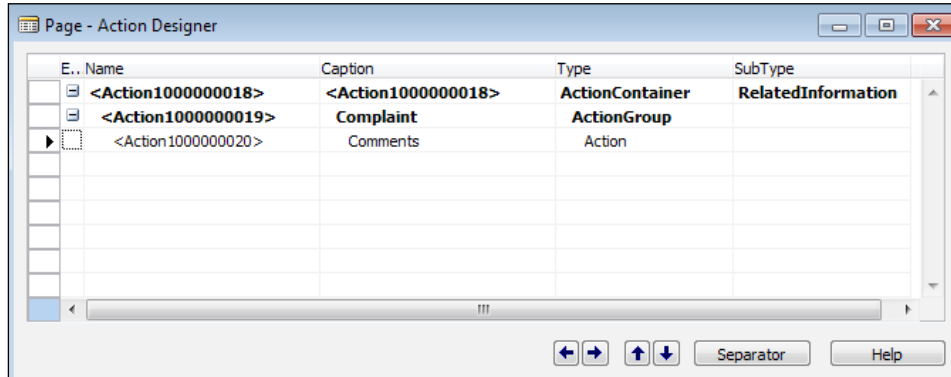 Page - Action Designer
E.. Name Caption Type SubType
<Action1000000018> <Action1000000018> ActionContainer RelatedInformation
<Action1000000019> Complaint ActionGroup
<Action1000000020> Comments Action
Separator Help